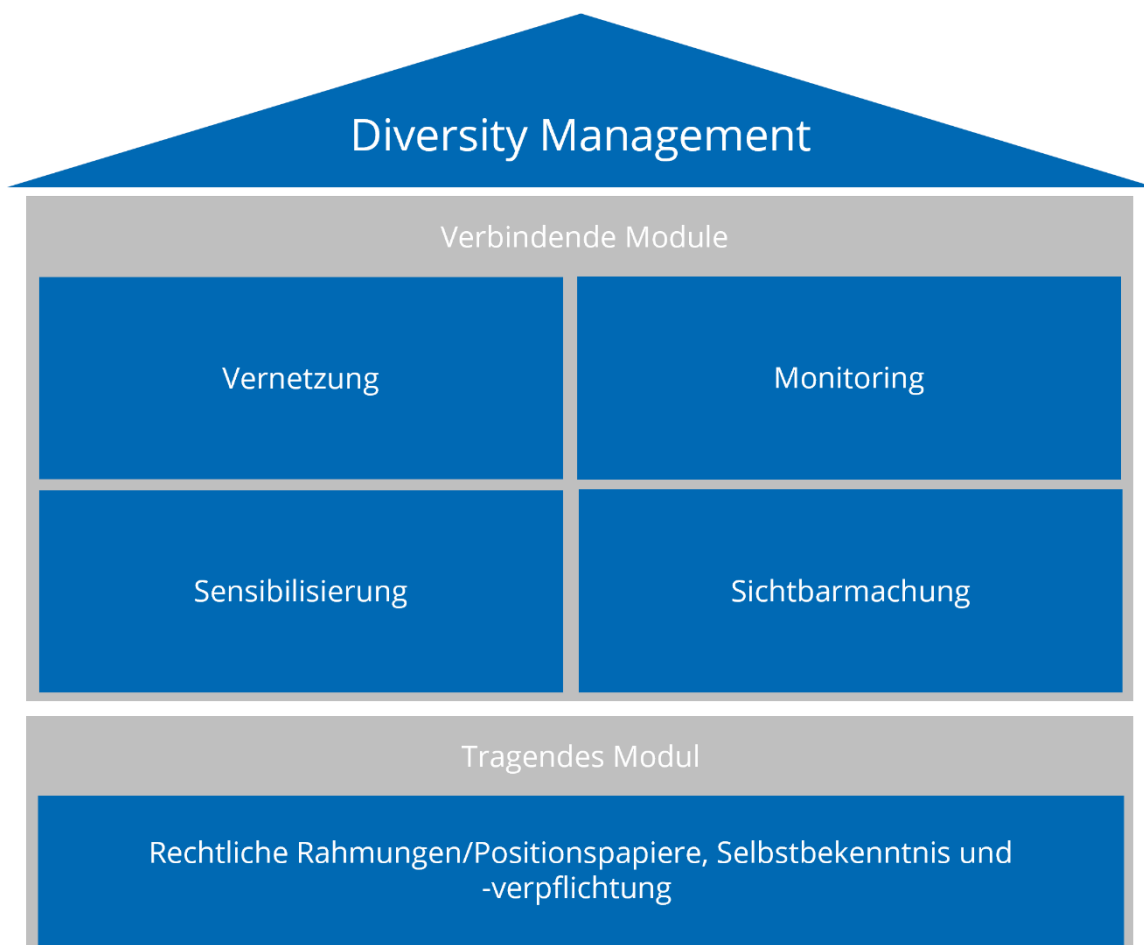 Diversity Management
Verbindende Module
Vernetzung
Monitoring
Sensibilisierung
Sichtbarmachung
Tragendes Modul
Rechtliche Rahmungen/Positionspapiere, Selbstbekenntnis und
-verpflichtung